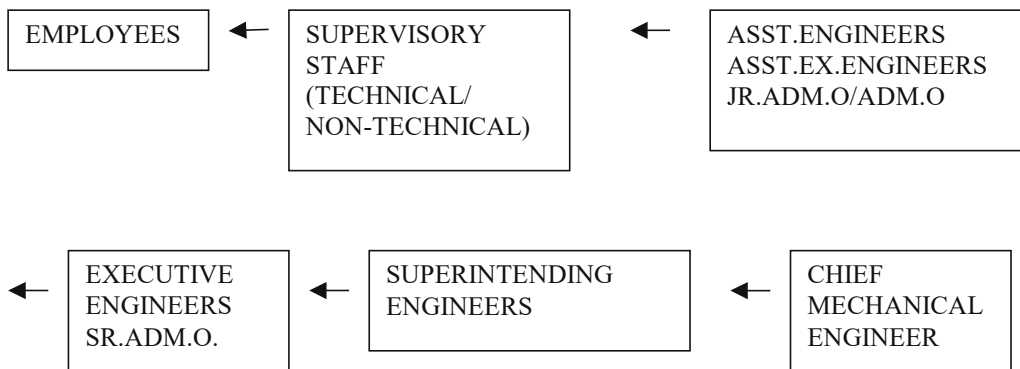 EMPLOYEES
SUPERVISORY
STAFF
(TECHNICAL/
NON-TECHNICAL)
ASST.ENGINEERS
ASST.EX.ENGINEERS
JR.ADM.O/ADM.O
EXECUTIVE
ENGINEERS
SR.ADM.O.
SUPERINTENDING
ENGINEERS
CHIEF
MECHANICAL
ENGINEER